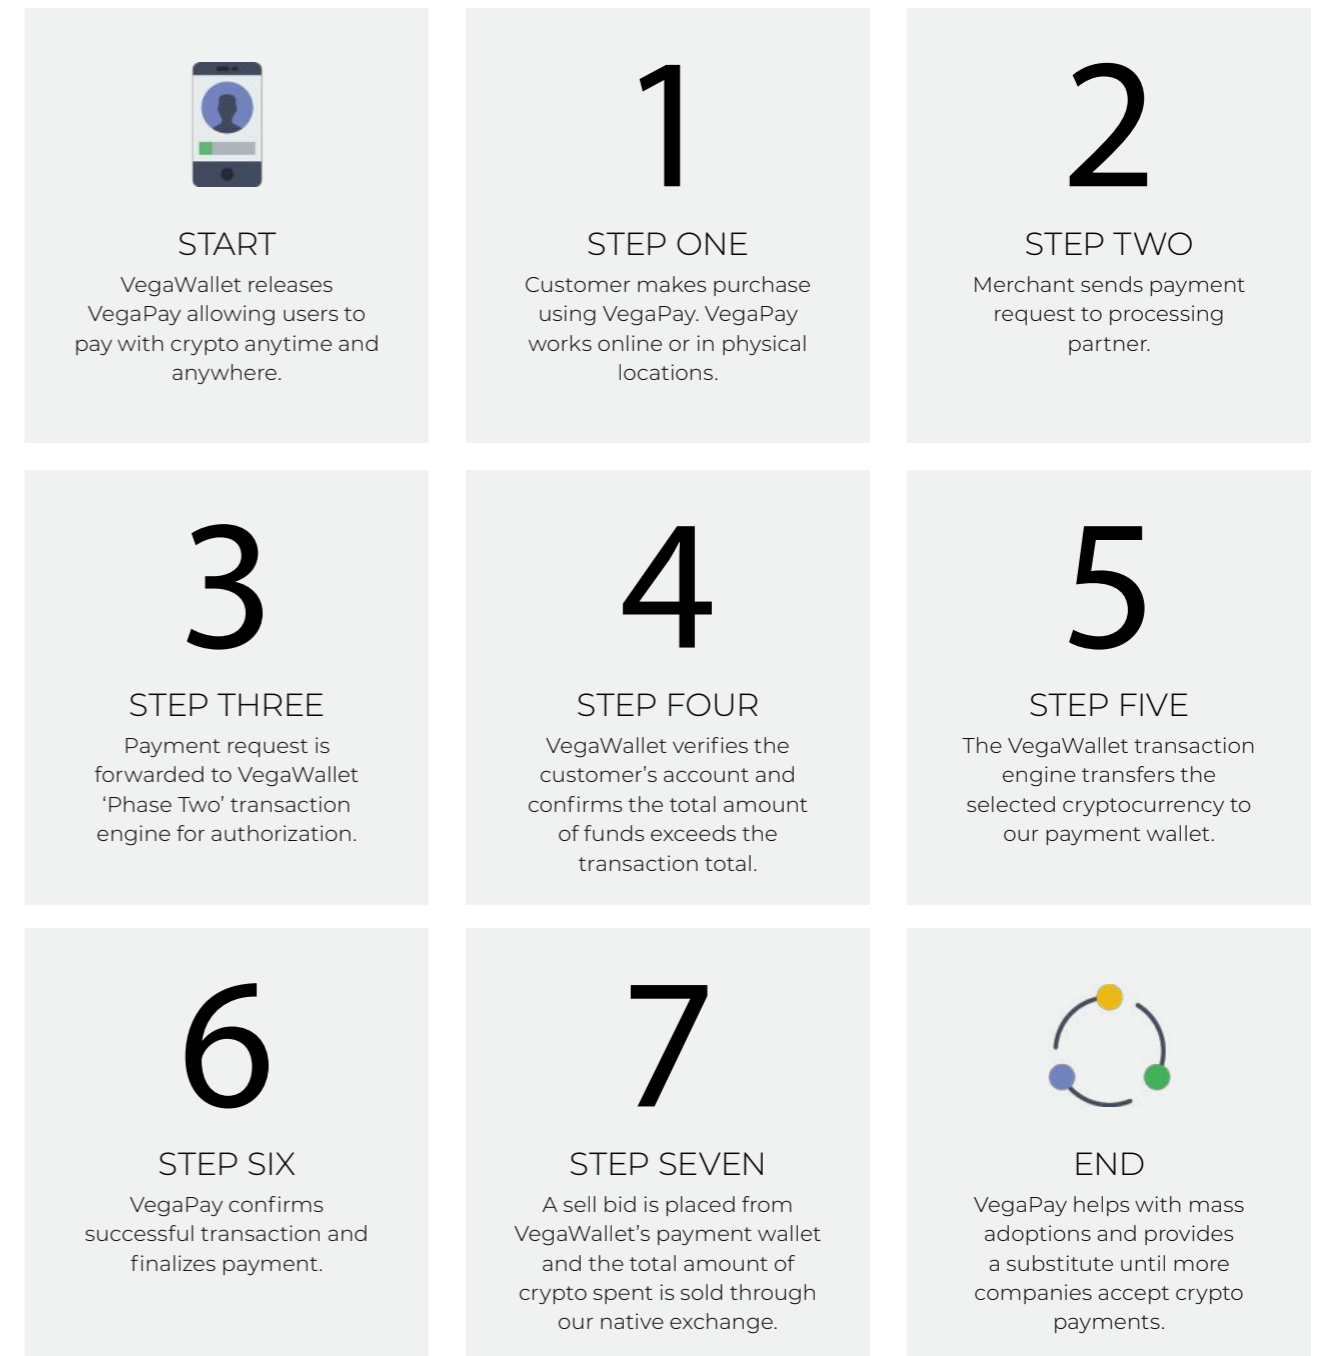 START
VegaWallet releases
VegaPay allowing users to
pay with crypto anytime and
anywhere.
1
STEP ONE
Customer makes purchase
using VegaPay. VegaPay
works online or in physical
locations.
2
STEP TWO
Merchant sends payment
request to processing
partner.
3
STEP THREE
Payment request is
forwarded to VegaWallet
‘Phase Two’ transaction
engine for authorization.
4
STEP FOUR
VegaWallet verifies the
customer’s account and
confirms the total amount
of funds exceeds the
transaction total.
5
STEP FIVE
The VegaWallet transaction
engine transfers the
selected cryptocurrency to
our payment wallet.
6
STEP SIX
VegaPay confirms
successful transaction and
finalizes payment.
7
STEP SEVEN
A sell bid is placed from
VegaWallet’s payment wallet
and the total amount of
crypto spent is sold through
our native exchange.
END
VegaPay helps with mass
adoptions and provides
a substitute until more
companies accept crypto
payments.